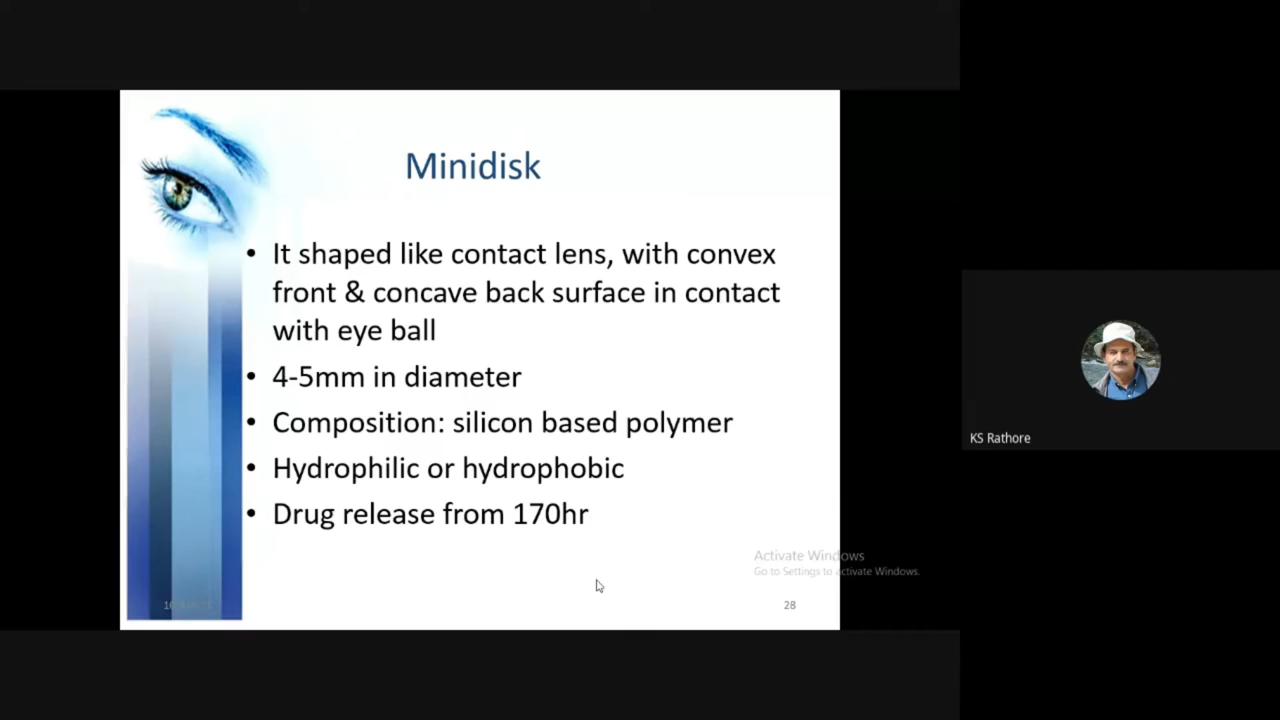 Minidisk
• It shaped like contact lens, with convex
front & concave back surface in contact
with eye ball
• 4-5mm in diameter
• Composition: silicon based polymer
• Hydrophilic or hydrophobic
• Drug release from 170hr
Activate Windows
Go to Settings to activate Windows.
28
KS Rathore